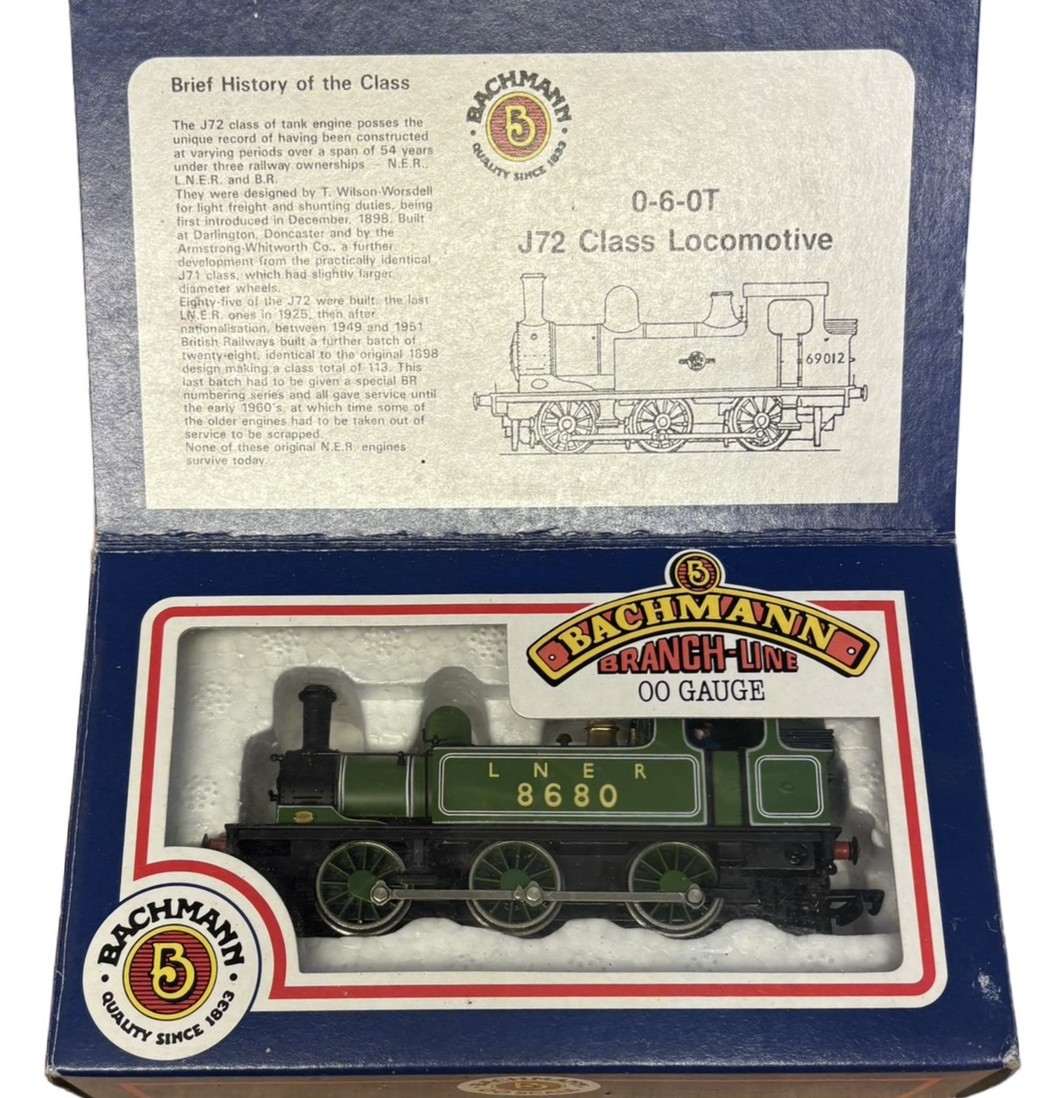 Brief History of the Class
The J72 class of tank engine posses the
unique record of having been constructed
at varying periods over a span of 54 years
under three railway ownerships – N.E.R.,
L.N.E.R. and B.R.
They were designed by T. Wilson-Worsdell
for light freight and shunting duties, being
first introduced in December, 1898. Built
at Darlington, Doncaster and by the
Armstrong-Whitworth Co., a further
development from the practically identical
J71 class, which had slightly larger
diameter wheels.
Eighty-five of the J72 were built, the last
L.N.E.R. ones in 1925, then after
nationalisation, between 1949 and 1951
British Railways built a further batch of
twenty-eight, identical to the original 1898
design making a class total of 113. This
last batch had to be given a special BR
numbering series and all gave service until
the early 1960's, at which time some of
the older engines had to be taken out of
service to be scrapped.
None of these original N.E.R. engines
survive today.
BACHMANN
B
QUALITY SINCE 1833
0-6-0T
J72 Class Locomotive
69012
B
BACHMANN
BRANCH-LINE
OO GAUGE
L N E R
8680
BACHMANN
B
QUALITY SINCE 1833